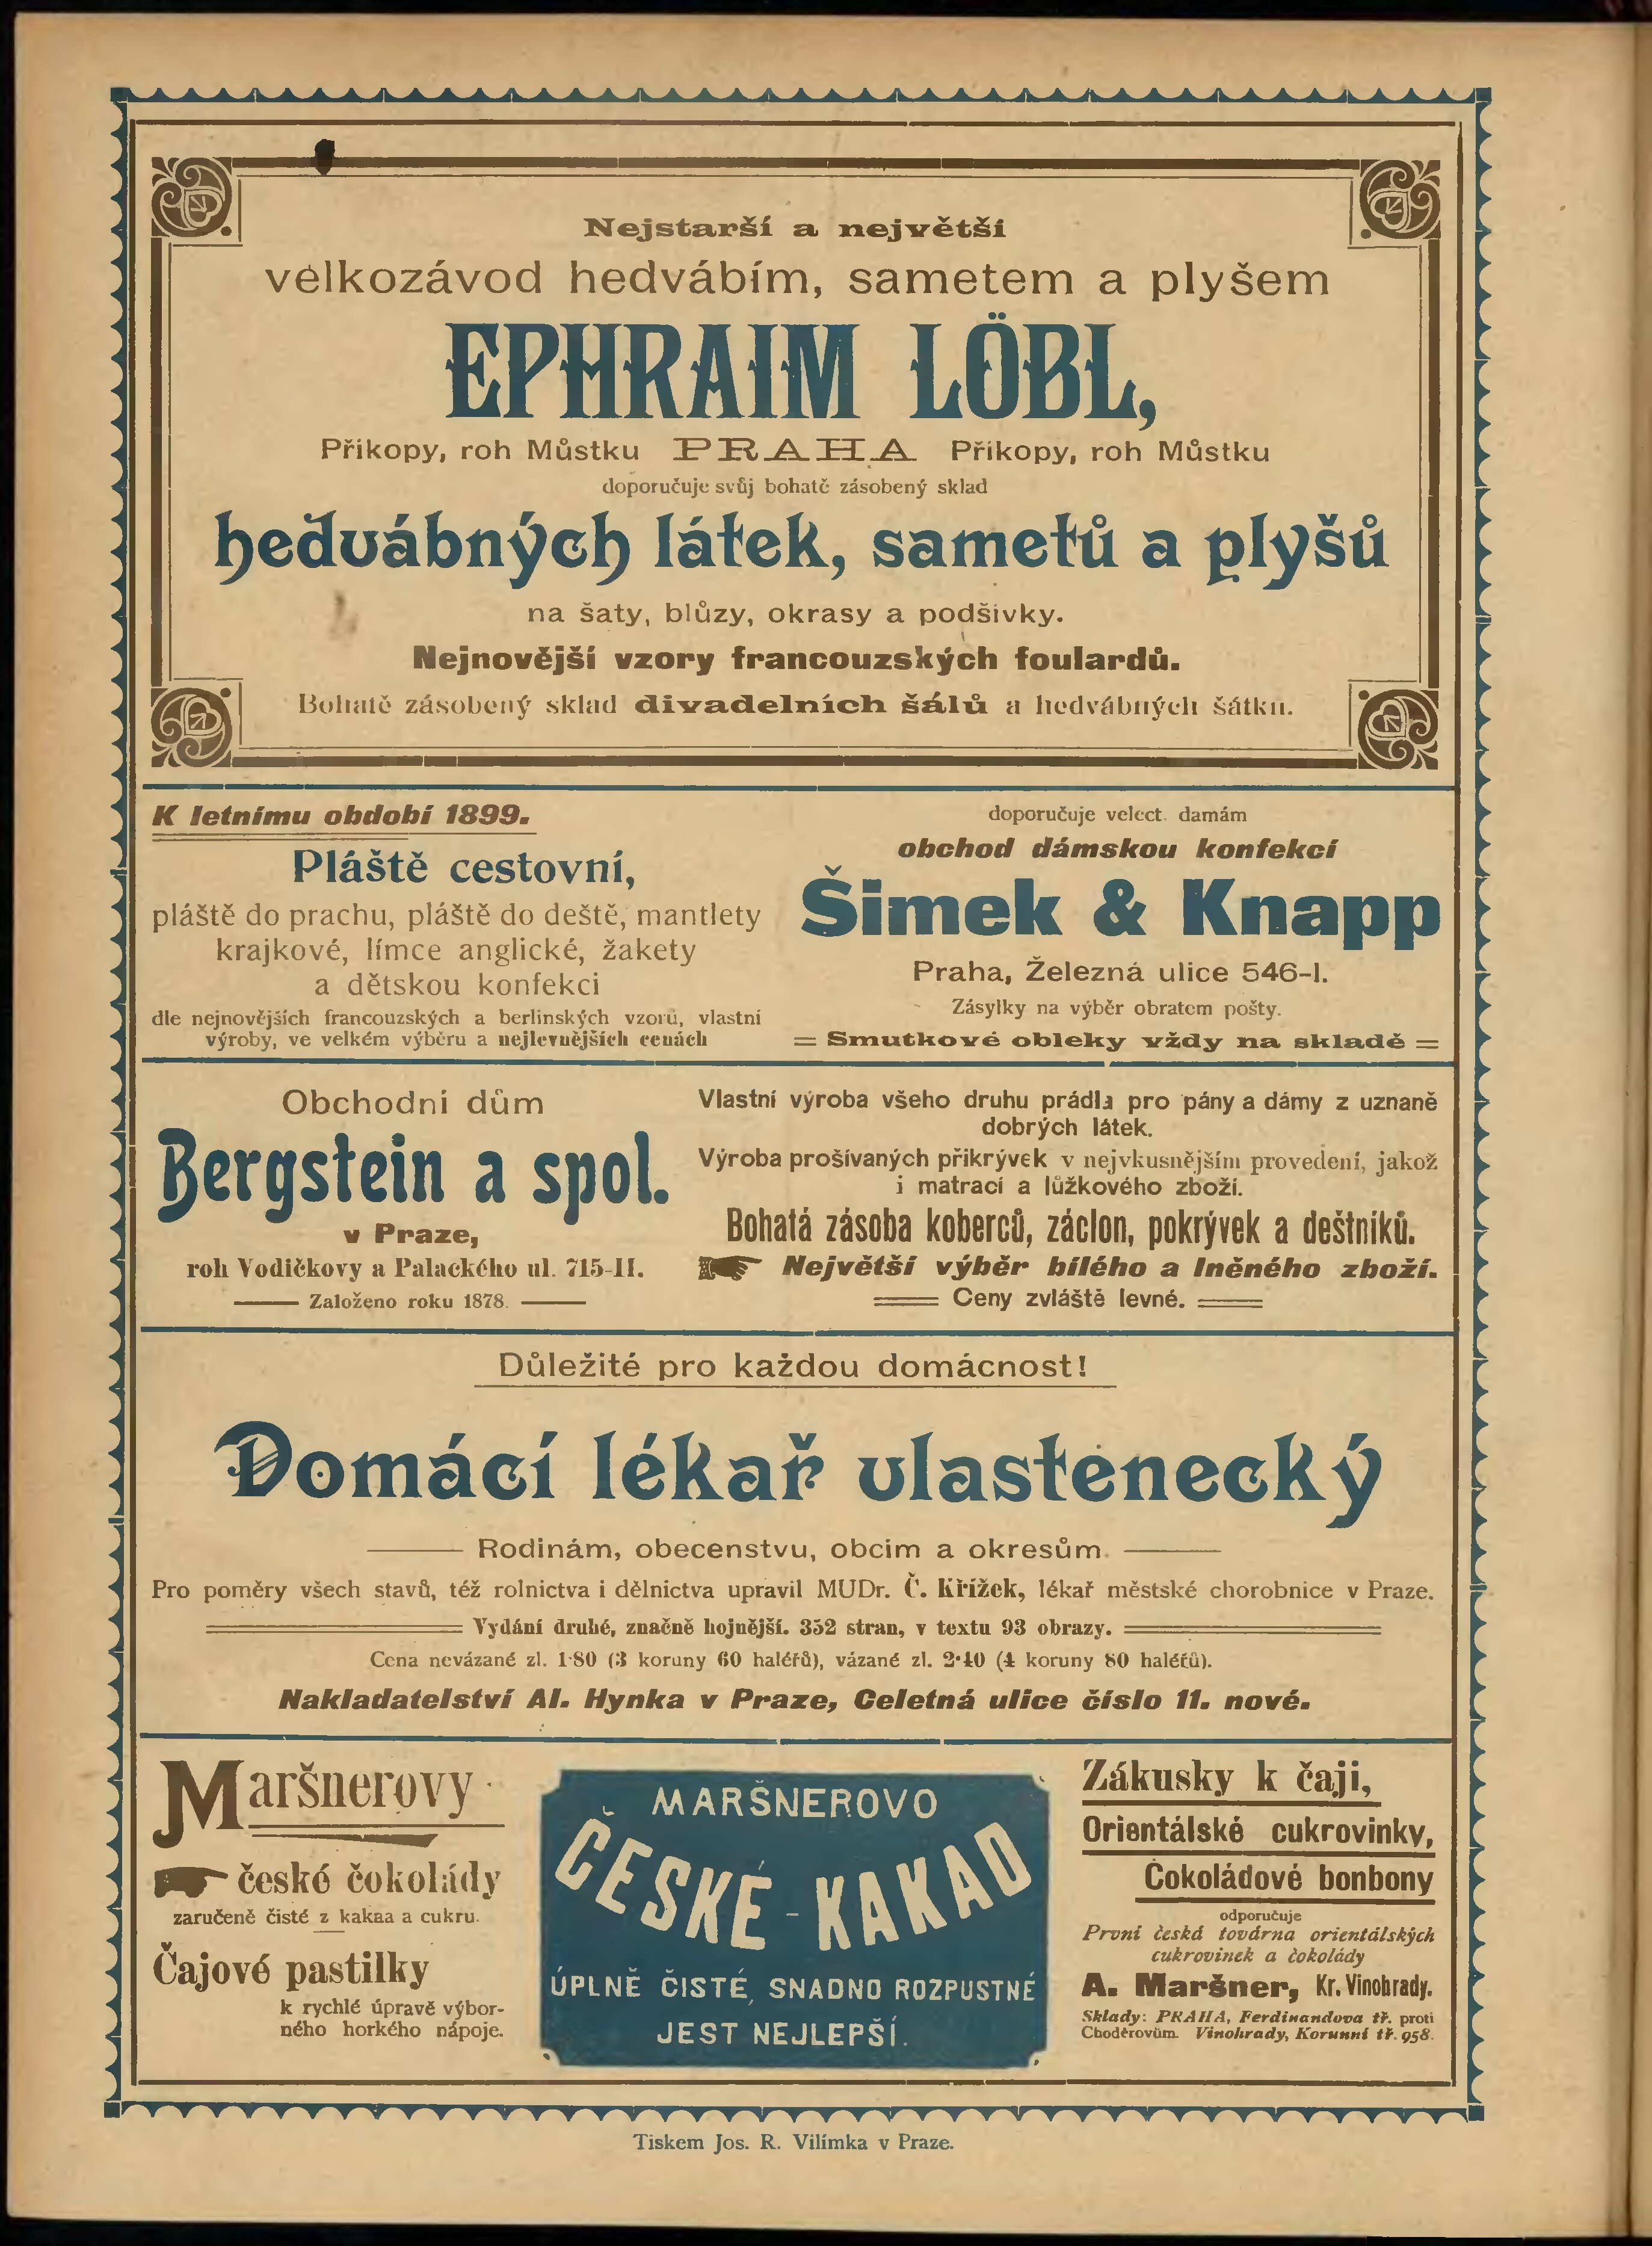 Nejstarší a největší
velkozávod hedvábím, sametem a plyšem
EPHRAIM LÖBL,
Příkopy, roh Můstku PRAHA Příkopy, roh Můstku
doporučuje svůj bohatě zásobený sklad
hedvábných látek, sametů a plyšů
na šaty, blůzy, okrasy a podšivky.
Nejnovější vzory francouzských foulardů.
Bohatě zásobený sklad divadelních šálů a hedvábných šátků.
K letnímu období 1899.
Pláště cestovní,
pláště do prachu, pláště do deště, mantlety
krajkové, límce anglické, žakety
a dětskou konfekci
dle nejnovějších francouzských a berlinských vzorů, vlastní
výroby, ve velkém výběru a nejlevnějších cenách
doporučuje velect. damám
obchod dámskou konfekcí
Šimek & Knapp
Praha, Železná ulice 546-I.
Zásylky na výběr obratem pošty.
= Smutkové obleky vždy na skladě =
Obchodní dům
Bergstein a spol.
v Praze,
roh Vodičkovy a Palackého ul. 715-II.
Založeno roku 1878.
Vlastní výroba všeho druhu prádla pro pány a dámy z uznaně
dobrých látek.
Výroba prošívaných přikrývek v nejvkusnějším provedení, jakož
i matrací a lůžkového zboží.
Bohatá zásoba koberců, záclon, pokrývek a deštníků.
Největší výběr bílého a lněného zboží.
Ceny zvláště levné.
Důležité pro každou domácnost!
Domácí lékař vlastenecký
Rodinám, obecenstvu, obcím a okresům.
Pro poměry všech stavů, též rolnictva i dělnictva upravil MUDr. Č. Křížek, lékař městské chorobnice v Praze.
Vydání druhé, značně hojnější. 352 stran, v textu 93 obrazy.
Cena nevázané zl. 1·80 (3 koruny 60 haléřů), vázané zl. 2·40 (4 koruny 80 haléřů).
Nakladatelství Al. Hynka v Praze, Celetná ulice číslo 11. nové.
Maršnerovy
české čokolády
zaručeně čisté z kakaa a cukru.
Čajové pastilky
k rychlé úpravě výbor-
ného horkého nápoje.
MARŠNEROVO
ČESKÉ - KAKAO
ÚPLNĚ ČISTÉ, SNADNO ROZPUSTNÉ
JEST NEJLEPŠÍ.
Zákusky k čaji,
Orientálské cukrovinky,
Čokoládové bonbony
odporučuje
První česká továrna orientálských
cukrovinek a čokolády
A. Maršner, Kr. Vinohrady.
Sklady: PRAHA, Ferdinandova tř. proti
Choděrovům. Vinohrady, Korunní tř. 958.
Tiskem Jos. R. Vilímka v Praze.